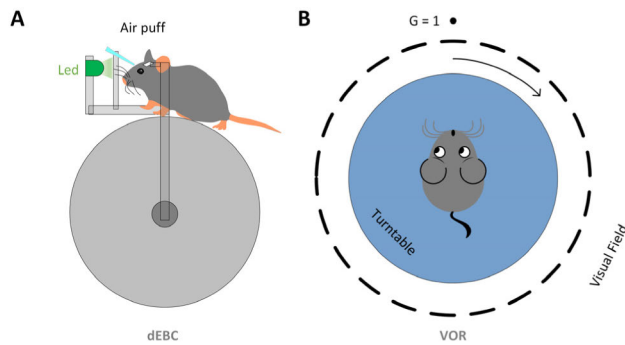 A
Air puff
Led
dEBC
B
G = 1
Turntable
Visual Field
VOR